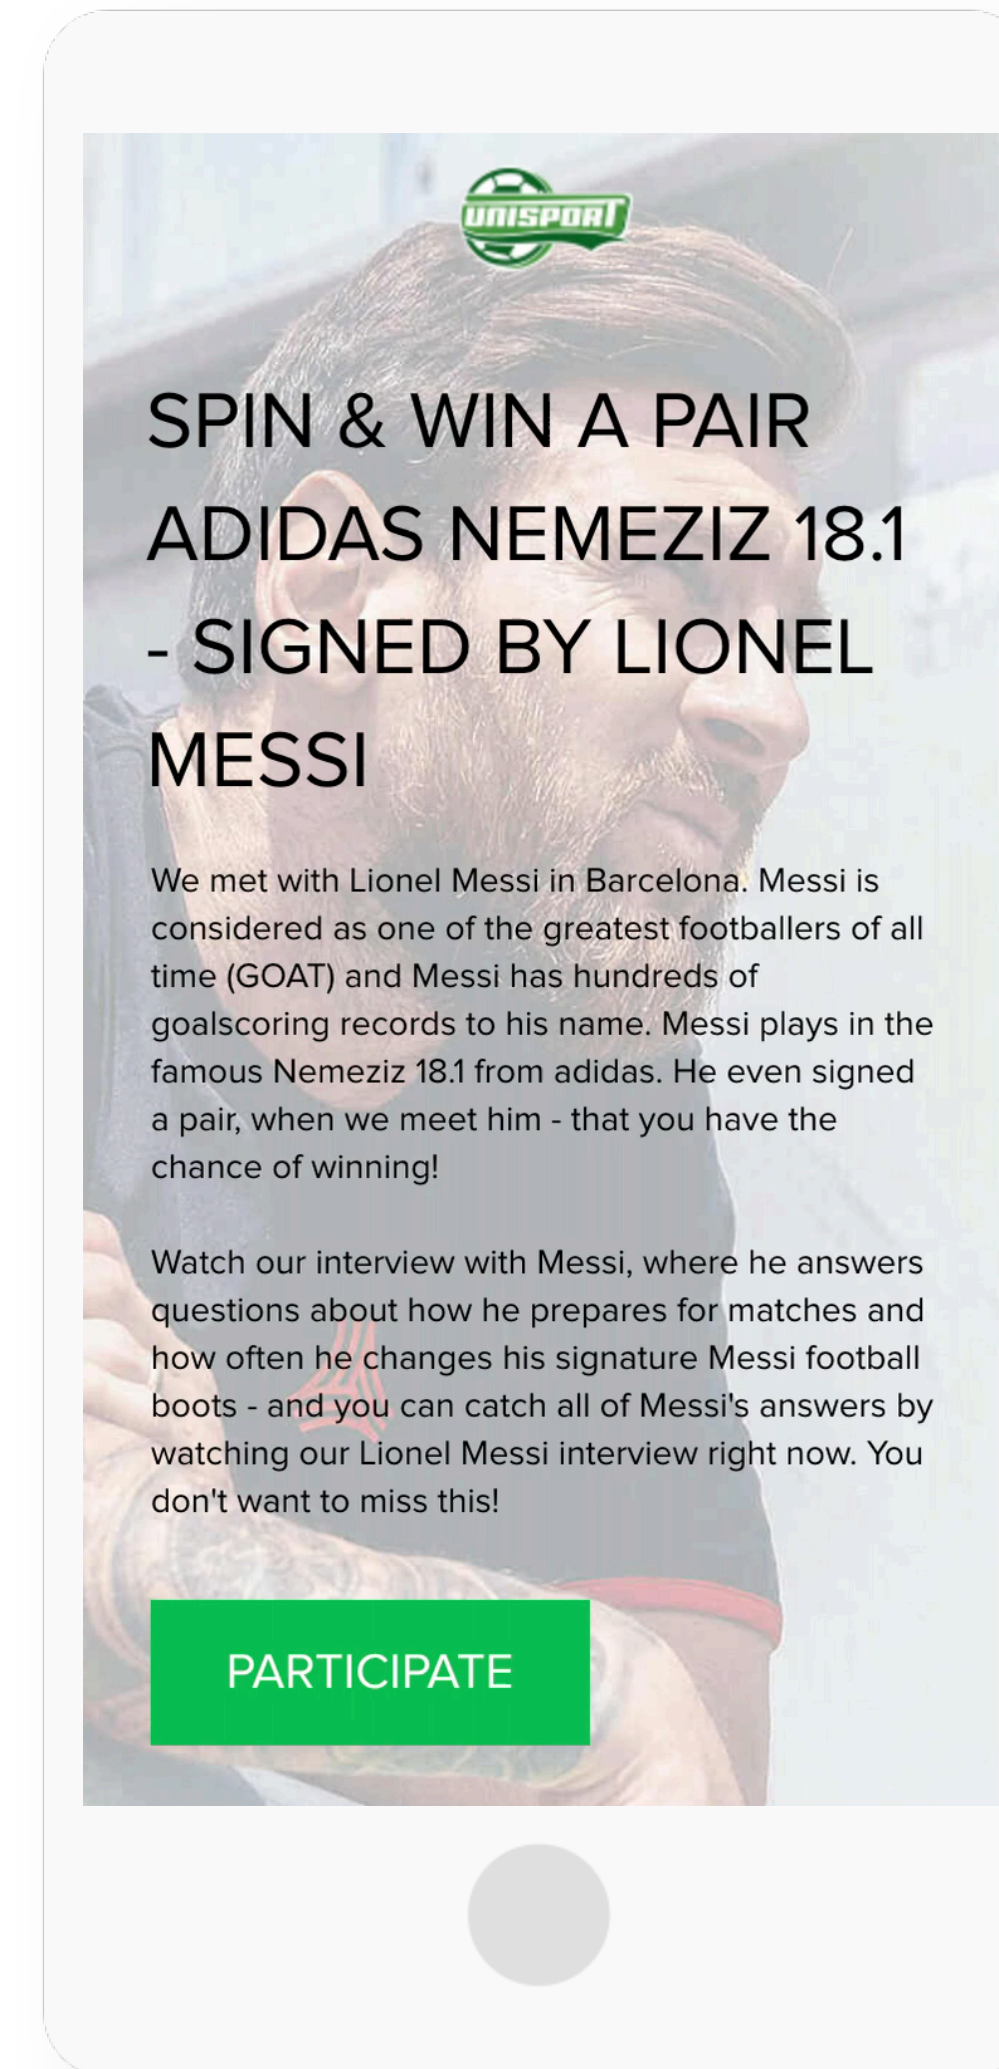 UNISPORT
SPIN & WIN A PAIR
ADIDAS NEMEZIZ 18.1
- SIGNED BY LIONEL
MESSI
We met with Lionel Messi in Barcelona. Messi is
considered as one of the greatest footballers of all
time (GOAT) and Messi has hundreds of
goalscoring records to his name. Messi plays in the
famous Nemeziz 18.1 from adidas. He even signed
a pair, when we meet him - that you have the
chance of winning!
Watch our interview with Messi, where he answers
questions about how he prepares for matches and
how often he changes his signature Messi football
boots - and you can catch all of Messi's answers by
watching our Lionel Messi interview right now. You
don't want to miss this!
PARTICIPATE